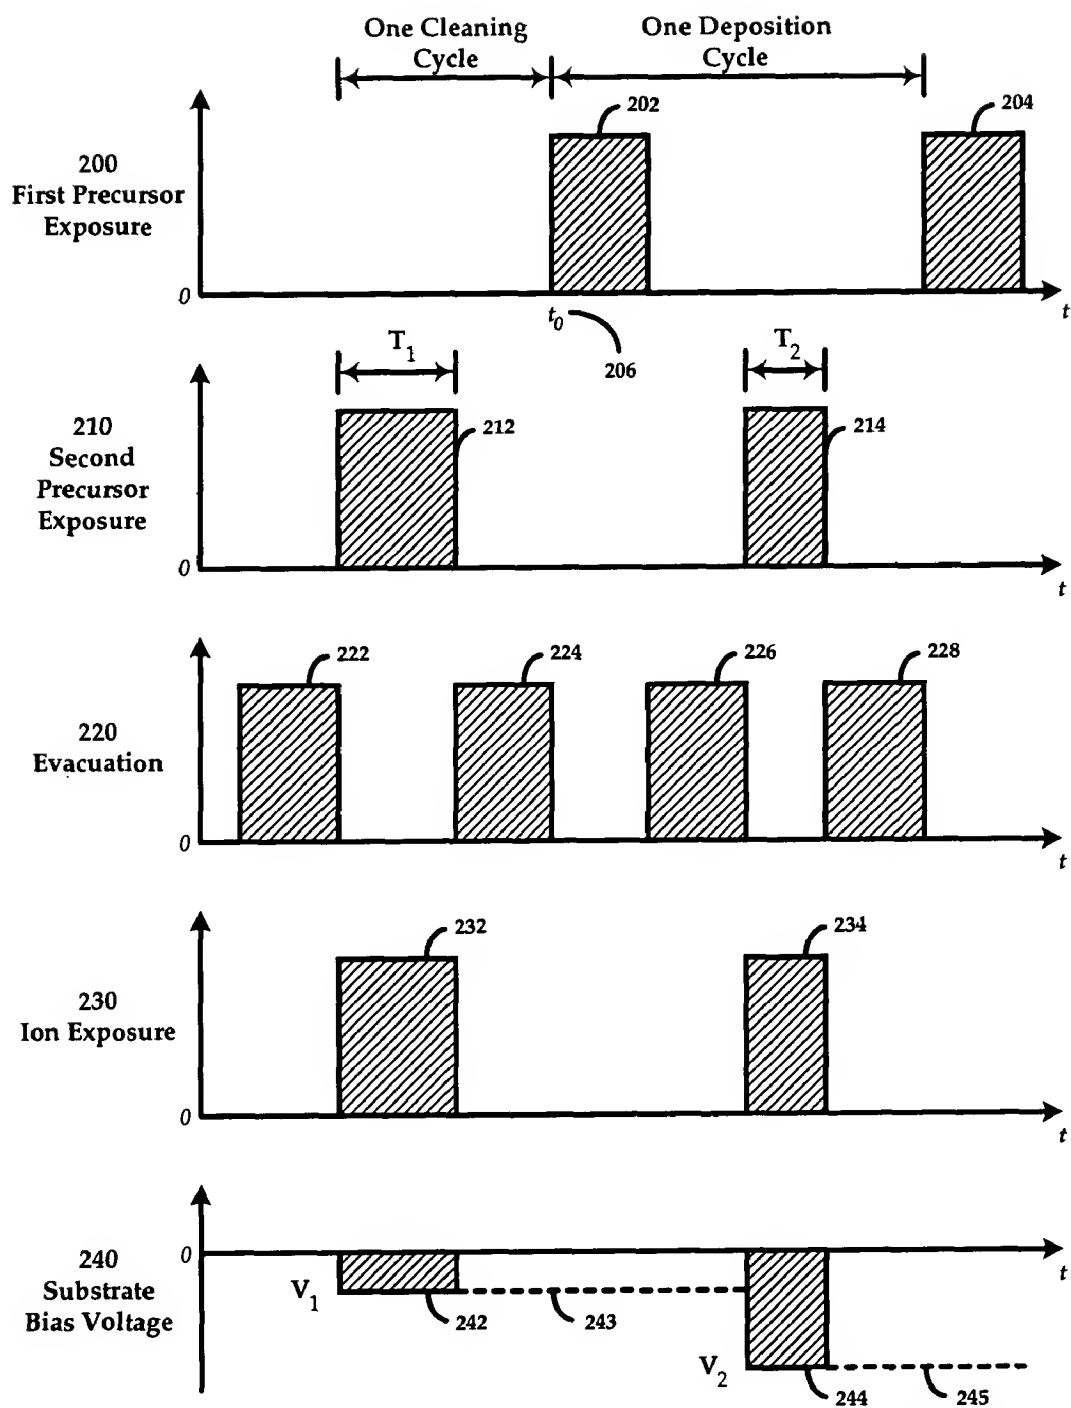 One Cleaning
Cycle
One Deposition
Cycle
202
204
200
First Precursor
Exposure
0
t
t0
206
T1
T2
210
Second
Precursor
Exposure
212
214
0
t
222
224
226
228
220
Evacuation
0
t
232
234
230
Ion Exposure
0
t
240
Substrate
Bias Voltage
0
t
V1
242
243
V2
244
245